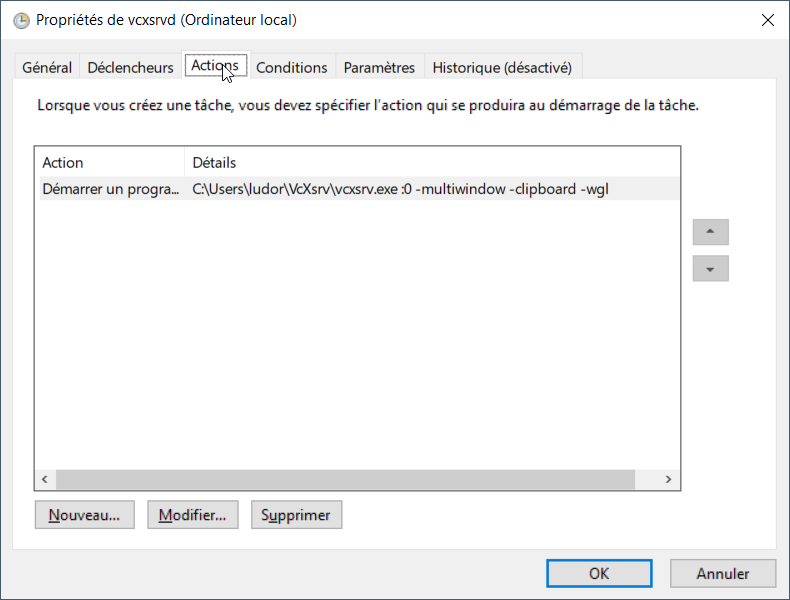 Propriétés de vcxsrvd (Ordinateur local)
Général Déclencheurs Actions Conditions Paramètres Historique (désactivé)
Lorsque vous créez une tâche, vous devez spécifier l'action qui se produira au démarrage de la tâche.
Action Détails
Démarrer un progra... C:\Users\ludor\VcXsrv\vcxsrv.exe :0 -multiwindow -clipboard -wgl
Nouveau... Modifier... Supprimer
OK Annuler